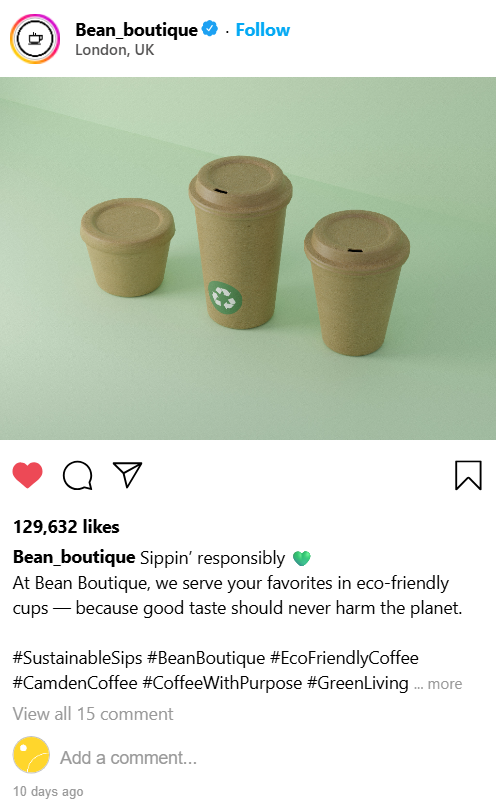 Bean_boutique · Follow
London, UK
129,632 likes
Bean_boutique Sippin’ responsibly 💚
At Bean Boutique, we serve your favorites in eco-friendly
cups — because good taste should never harm the planet.
#SustainableSips #BeanBoutique #EcoFriendlyCoffee
#CamdenCoffee #CoffeeWithPurpose #GreenLiving ... more
View all 15 comment
Add a comment...
10 days ago